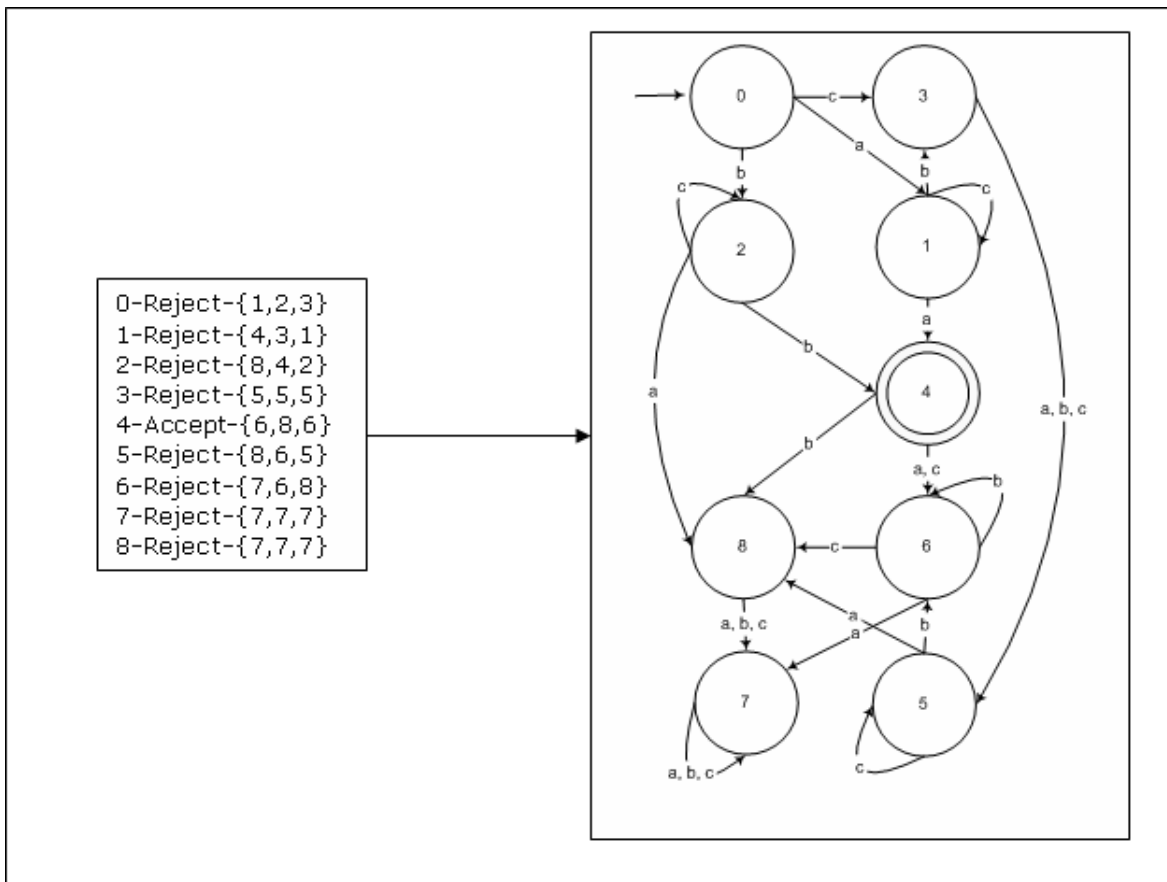 0-Reject-{1,2,3}
1-Reject-{4,3,1}
2-Reject-{8,4,2}
3-Reject-{5,5,5}
4-Accept-{6,8,6}
5-Reject-{8,6,5}
6-Reject-{7,6,8}
7-Reject-{7,7,7}
8-Reject-{7,7,7}
0
c
3
a
b
b
c
c
2
1
a
b
a
4
a, b, c
b
a, c
b
8
c
6
a, b, c
a
a
b
7
5
a, b, c
c